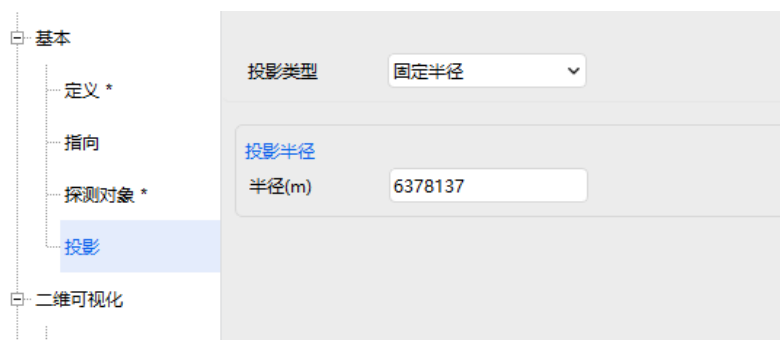 基本
定义 *
指向
探测对象 *
投影
二维可视化
投影类型 固定半径
投影半径
半径(m) 6378137